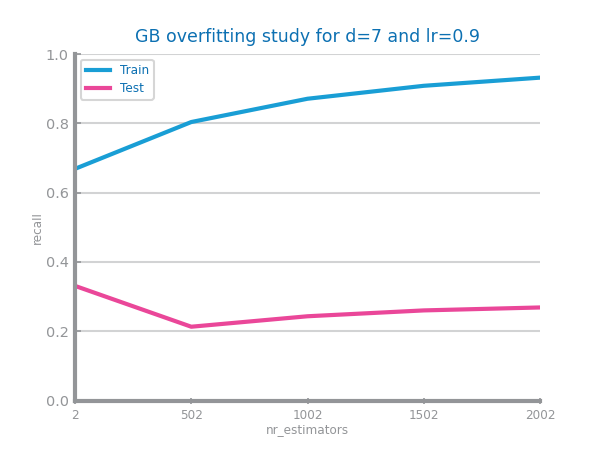 GB overfitting study for d=7 and lr=0.9
1.0
Train
Test
0.8
0.6
recall
0.4
0.2
0.0
2 502 1002 1502 2002
nr_estimators